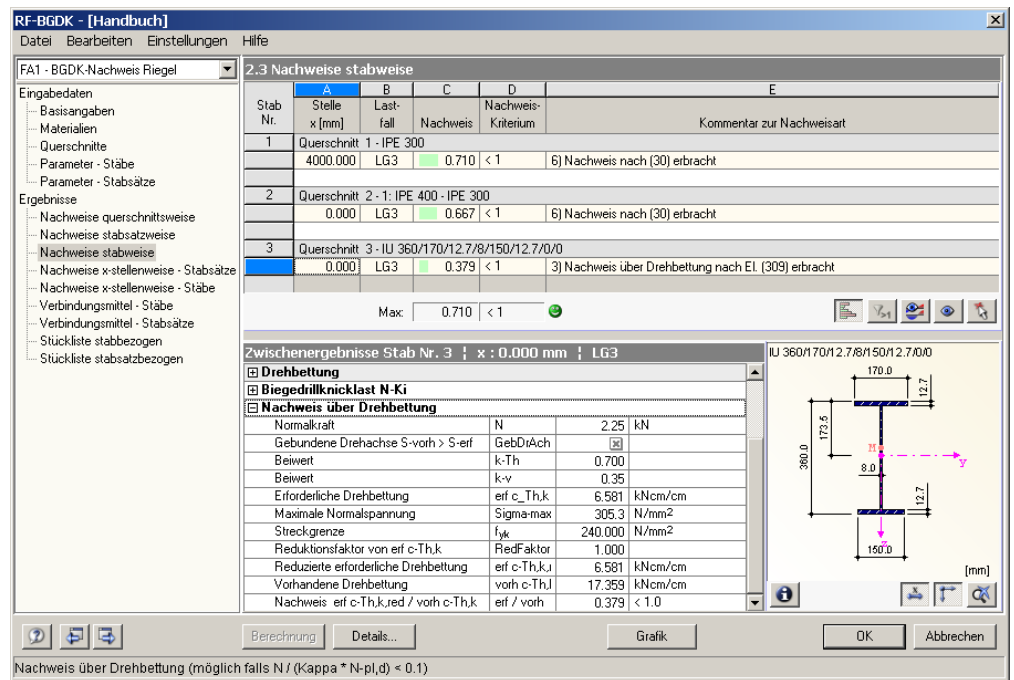 RF-BGDK - [Handbuch]
Datei Bearbeiten Einstellungen Hilfe
FA1 - BGDK-Nachweis Riegel
Eingabedaten
Basisangaben
Materialien
Querschnitte
Parameter - Stäbe
Parameter - Stabsätze
Ergebnisse
Nachweise querschnittsweise
Nachweise stabsatzweise
Nachweise stabweise
Nachweise x-stellenweise - Stabsätze
Nachweise x-stellenweise - Stäbe
Verbindungsmittel - Stäbe
Verbindungsmittel - Stabsätze
Stückliste stabbezogen
Stückliste stabsatzbezogen
2.3 Nachweise stabweise
A B C D E
Stab Stelle Last- Nachweis-
Nr. x [mm] fall Nachweis Kriterium Kommentar zur Nachweisart
1 Querschnitt 1 - IPE 300
4000.000 LG3 0.710 < 1 6) Nachweis nach (30) erbracht
2 Querschnitt 2 - 1: IPE 400 - IPE 300
0.000 LG3 0.667 < 1 6) Nachweis nach (30) erbracht
3 Querschnitt 3 - IU 360/170/12.7/8/150/12.7/0/0
0.000 LG3 0.379 < 1 3) Nachweis über Drehbettung nach El. (309) erbracht
Max: 0.710 < 1
Zwischenergebnisse Stab Nr. 3 ¦ x : 0.000 mm ¦ LG3
Drehbettung
Biegedrillknicklast N-Ki
Nachweis über Drehbettung
Normalkraft N 2.25 kN
Gebundene Drehachse S-vorh > S-erf GebDrAch
Beiwert k-Th 0.700
Beiwert k-v 0.35
Erforderliche Drehbettung erf c_Th,k 6.581 kNcm/cm
Maximale Normalspannung Sigma-max 305.3 N/mm2
Streckgrenze fyk 240.000 N/mm2
Reduktionsfaktor von erf c-Th,k RedFaktor 1.000
Reduzierte erforderliche Drehbettung erf c-Th,k,r 6.581 kNcm/cm
Vorhandene Drehbettung vorh c-Th,l 17.359 kNcm/cm
Nachweis erf c-Th,k,red / vorh c-Th,k erf / vorh 0.379 < 1.0
IU 360/170/12.7/8/150/12.7/0/0
170.0
12.7
173.5
360.0
M
y
8.0
12.7
z
150.0
[mm]
Berechnung Details... Grafik OK Abbrechen
Nachweis über Drehbettung (möglich falls N / (Kappa * N-pl,d) < 0.1)